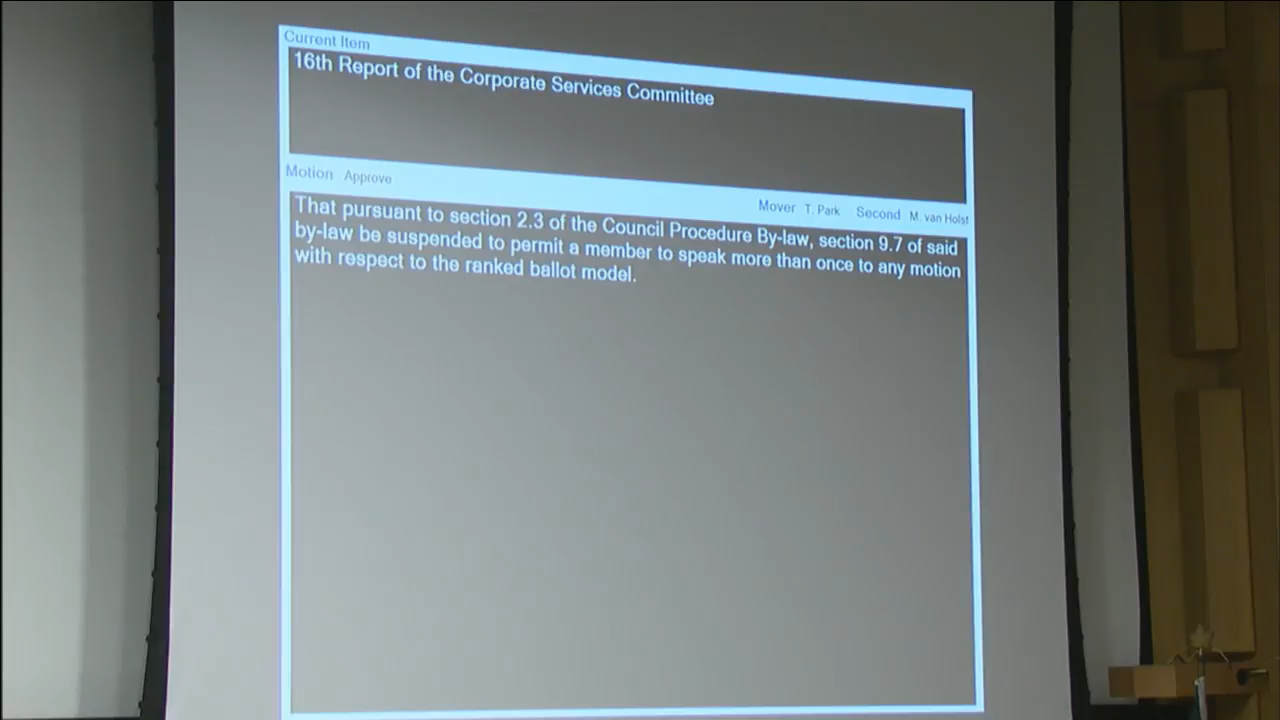 Current Item
16th Report of the Corporate Services Committee
Motion Approve
Mover T. Park Second M. van Holst
That pursuant to section 2.3 of the Council Procedure By-law, section 9.7 of said
by-law be suspended to permit a member to speak more than once to any motion
with respect to the ranked ballot model.